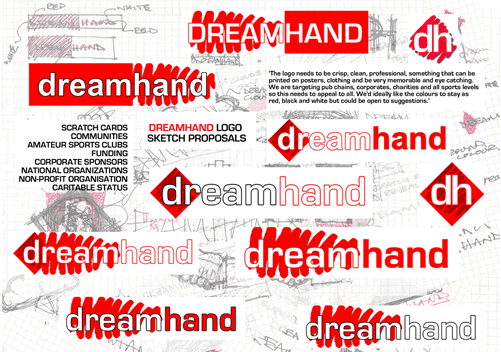 RED
WHITE
HAND
RED
DREAMHAND
dh
dreamhand
'The logo needs to be crisp, clean, professional, something that can be
printed on posters, clothing and be very memorable and eye catching.
We are targeting pub chains, corporates, charities and all sports levels
so this needs to appeal to all. We'd ideally like the colours to stay as
red, black and white but could be open to suggestions.'
SCRATCH CARDS
COMMUNITIES
AMATEUR SPORTS CLUBS
FUNDING
CORPORATE SPONSORS
NATIONAL ORGANIZATIONS
NON-PROFIT ORGANISATION
CARITABLE STATUS
DREAMHAND LOGO
SKETCH PROPOSALS
dreamhand
dreamhand
dh
dreamhand
dreamhand
dreamhand
dreamhand